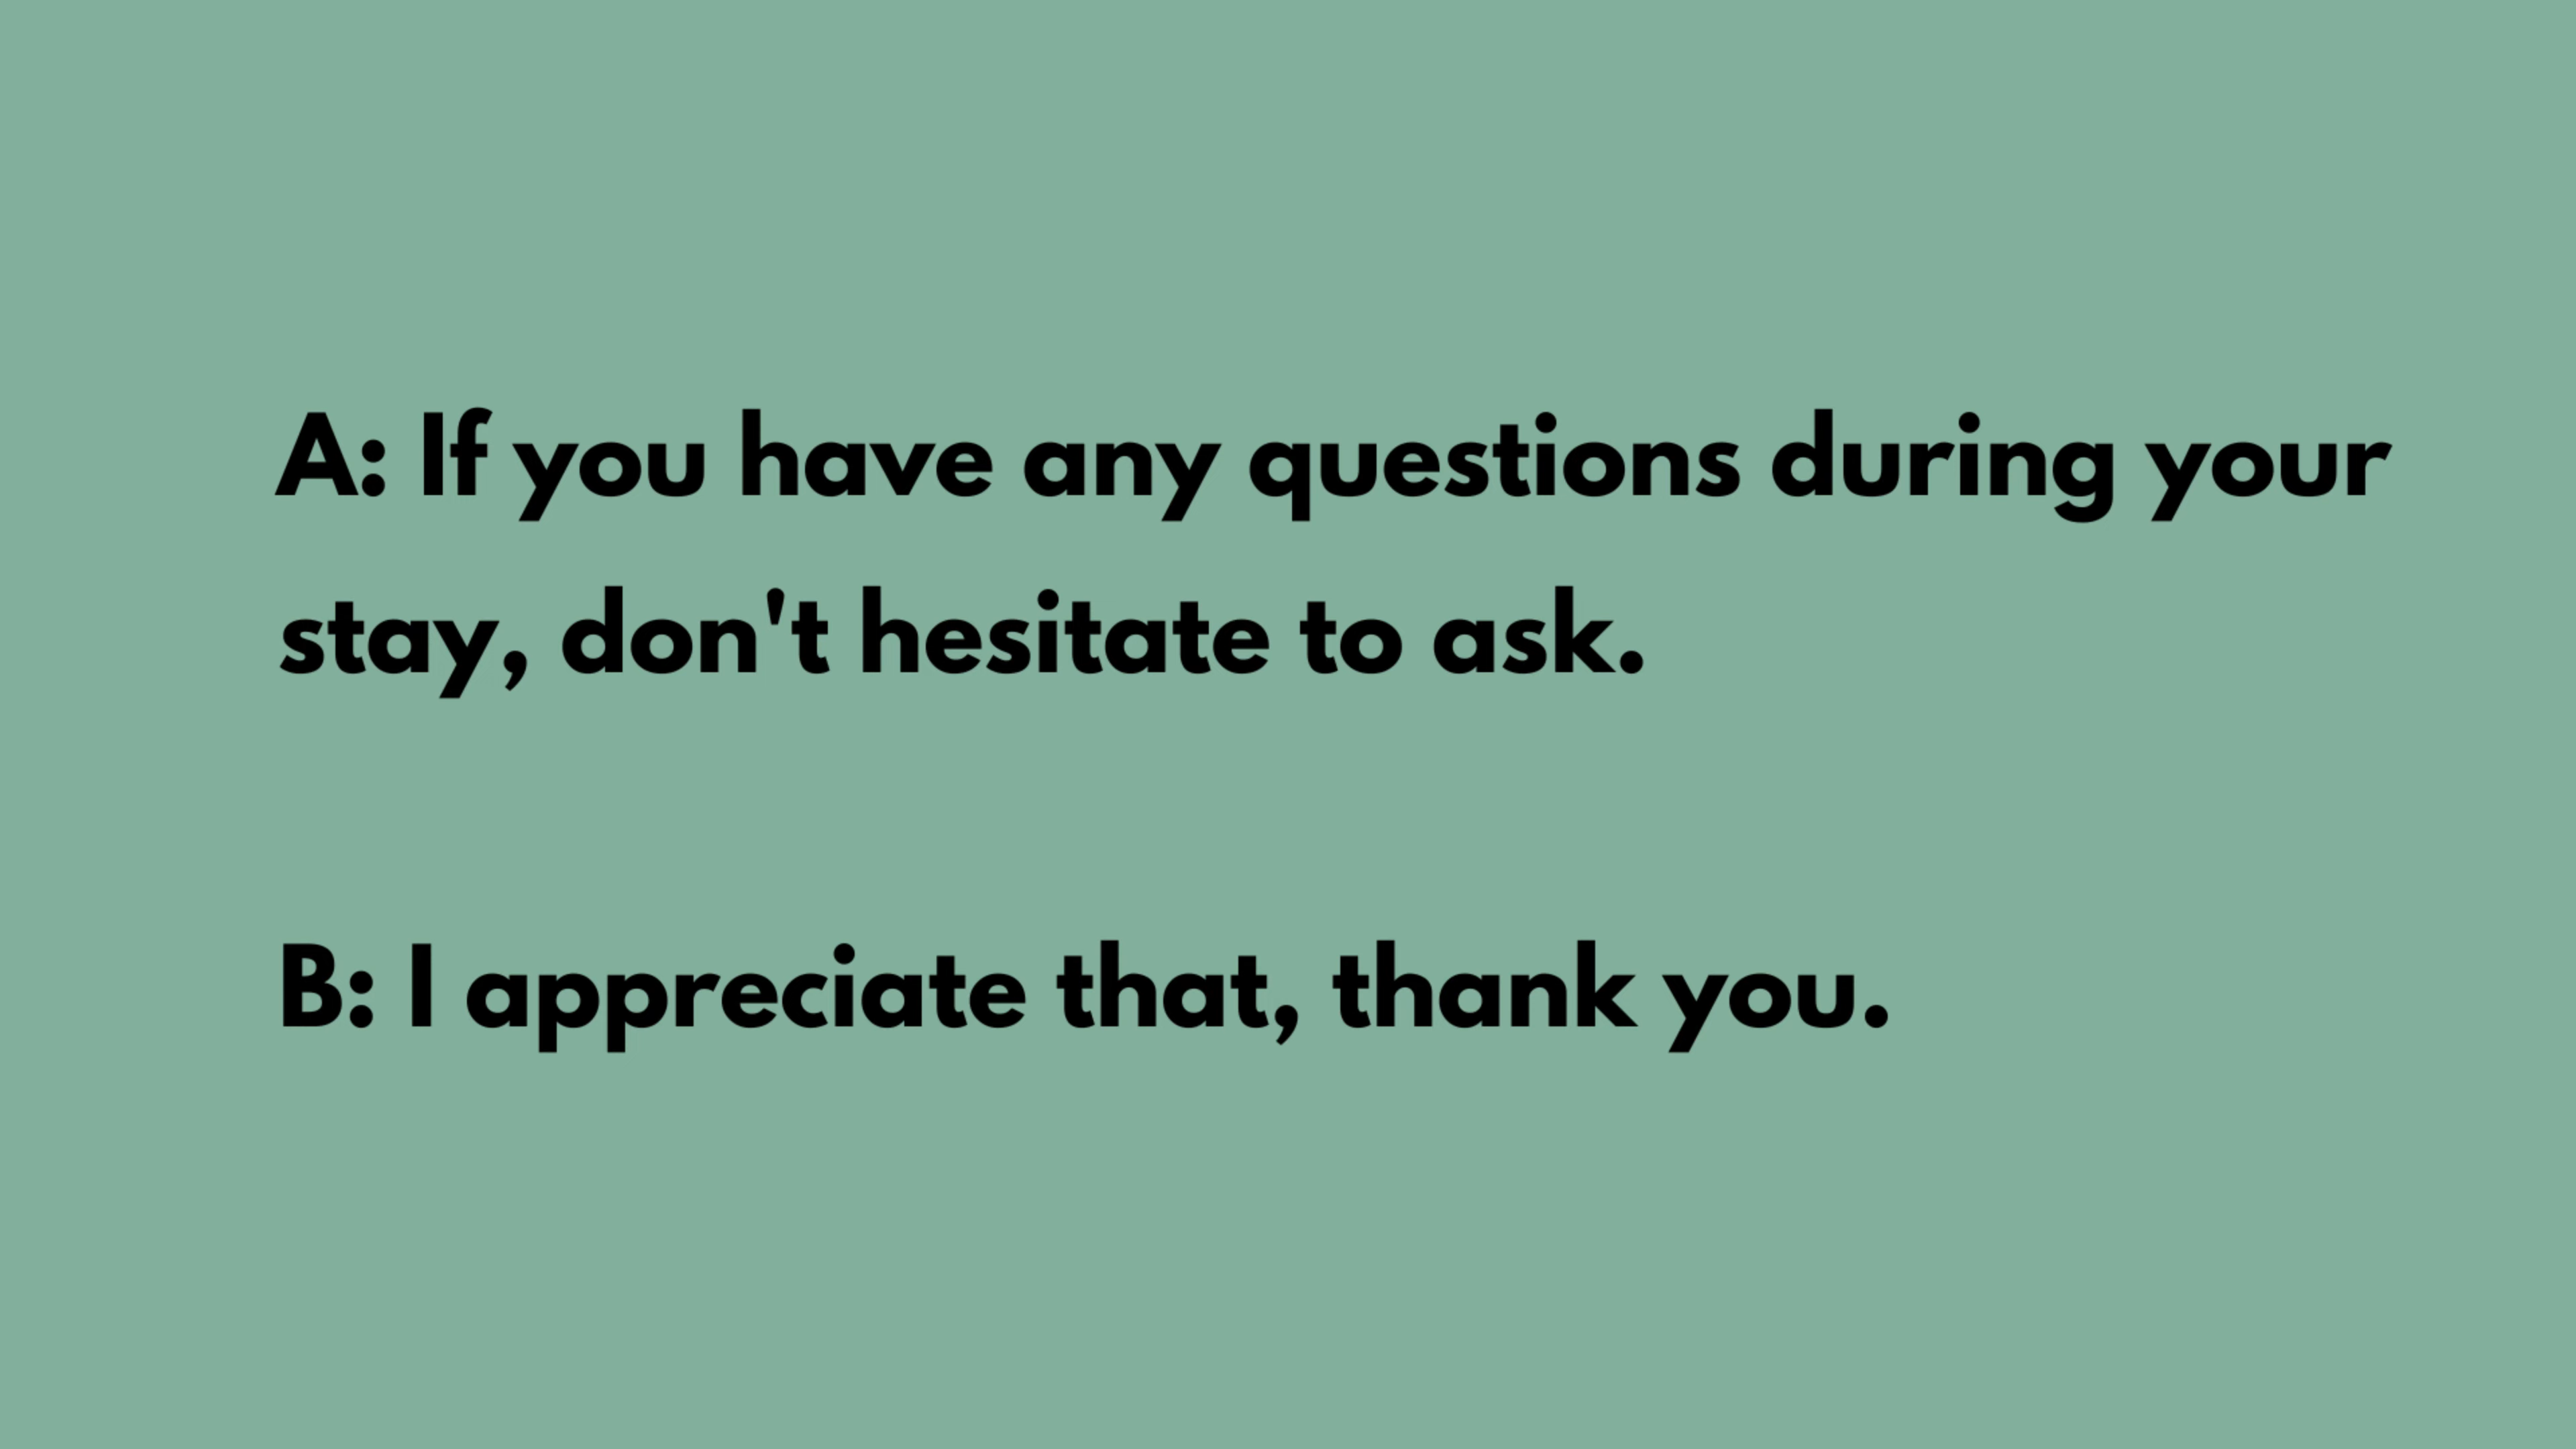 A: If you have any questions during your
stay, don't hesitate to ask.
B: I appreciate that, thank you.